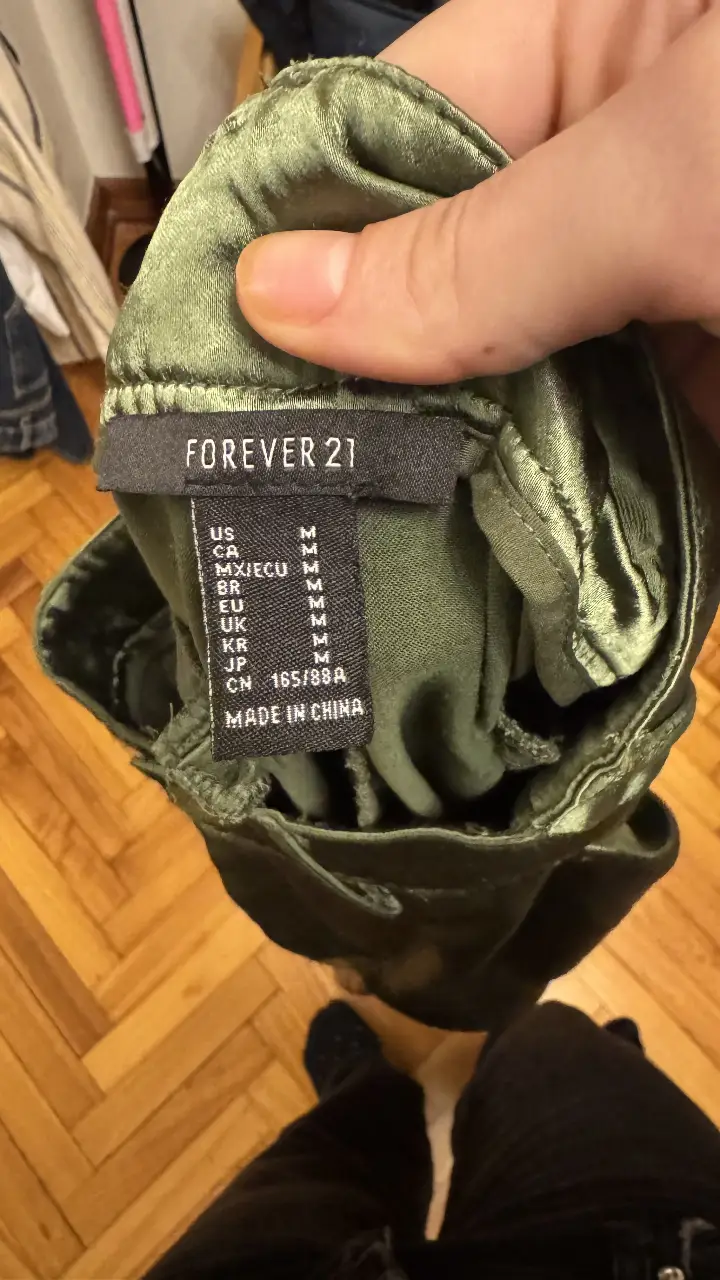 FOREVER 21
US M
CA M
MX/ECU M
BR M
EU M
UK M
KR M
JP M
CN 165/88A
MADE IN CHINA